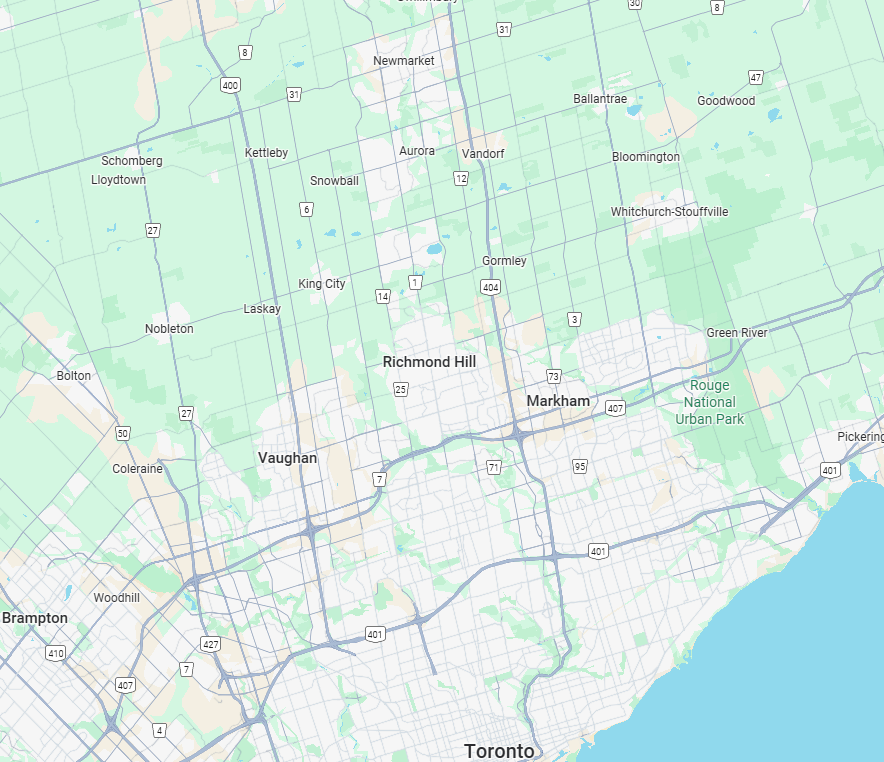 30
8
31
Newmarket
8
47
400
31
Ballantrae
Goodwood
Kettleby
Aurora
Vandorf
Schomberg
Bloomington
Lloydtown
Snowball
12
6
Whitchurch-Stouffville
27
Gormley
King City
1
404
14
Laskay
3
Nobleton
Green River
Richmond Hill
Bolton
73
25
Rouge
National
Urban Park
Markham
407
27
50
Pickering
Vaughan
Coleraine
71
95
401
7
401
Woodhill
Brampton
401
427
410
7
407
4
Toronto